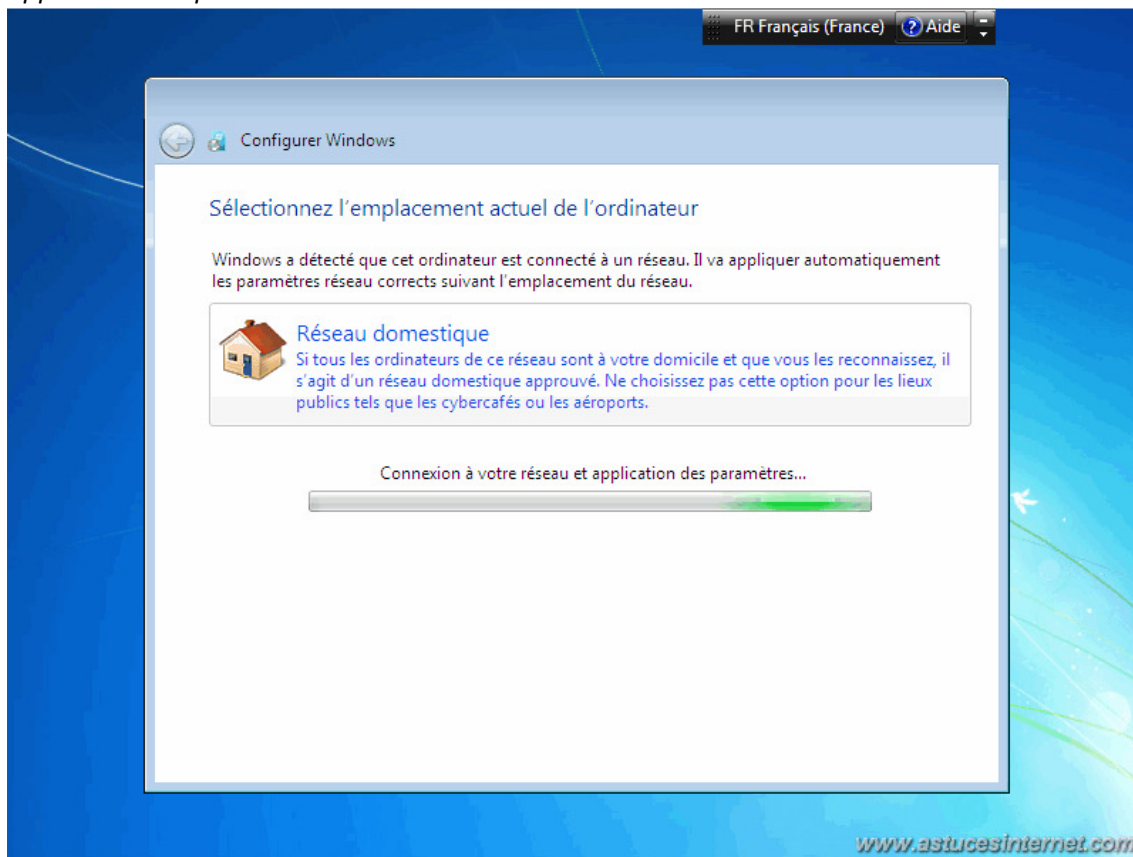 FR Français (France) Aide
Configurer Windows
Sélectionnez l'emplacement actuel de l'ordinateur
Windows a détecté que cet ordinateur est connecté à un réseau. Il va appliquer automatiquement
les paramètres réseau corrects suivant l'emplacement du réseau.
Réseau domestique
Si tous les ordinateurs de ce réseau sont à votre domicile et que vous les reconnaissez, il
s'agit d'un réseau domestique approuvé. Ne choisissez pas cette option pour les lieux
publics tels que les cybercafés ou les aéroports.
Connexion à votre réseau et application des paramètres...
www.astucesinternet.com